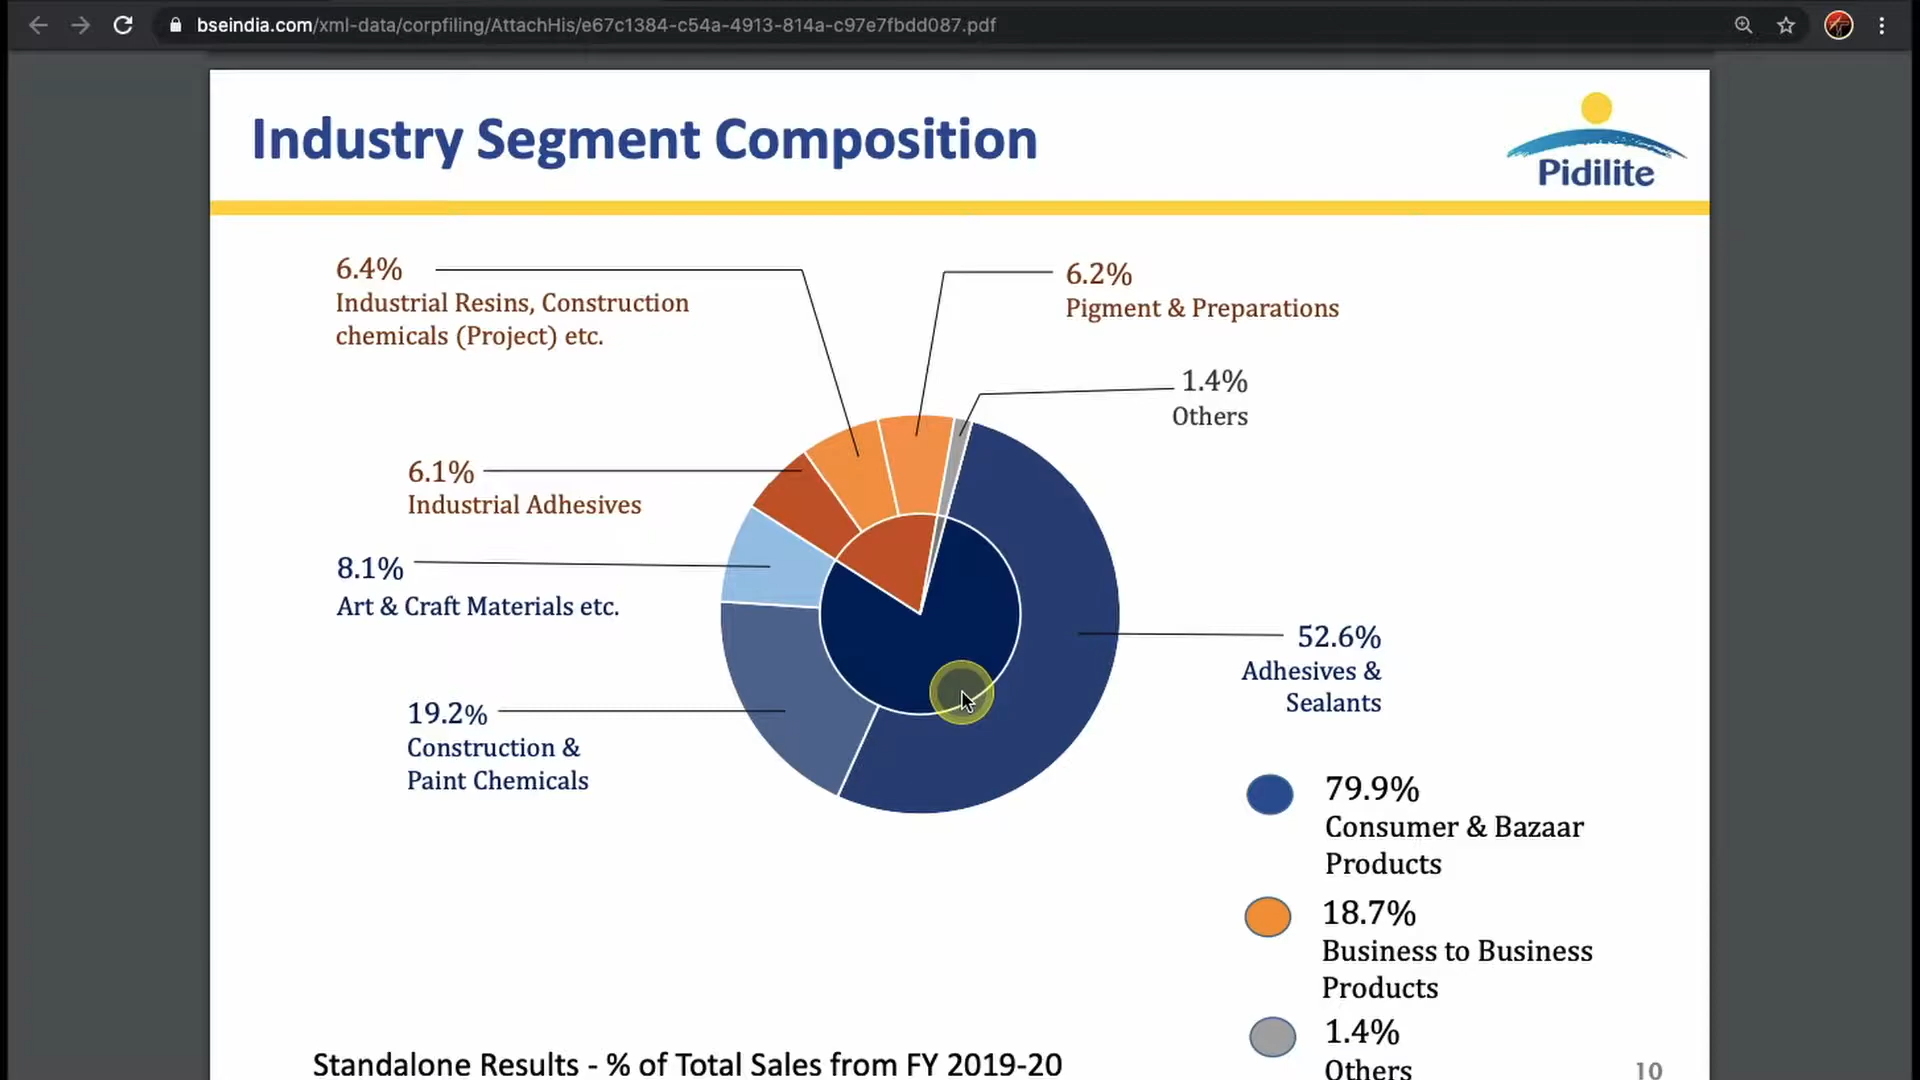 bseindia.com/xml-data/corpfiling/AttachHis/e67c1384-c54a-4913-814a-c97e7fbdd087.pdf
Industry Segment Composition
Pidilite
6.4%
Industrial Resins, Construction
chemicals (Project) etc.
6.2%
Pigment & Preparations
1.4%
Others
6.1%
Industrial Adhesives
8.1%
Art & Craft Materials etc.
52.6%
Adhesives &
Sealants
19.2%
Construction &
Paint Chemicals
79.9%
Consumer & Bazaar
Products
18.7%
Business to Business
Products
1.4%
Others
Standalone Results - % of Total Sales from FY 2019-20
10